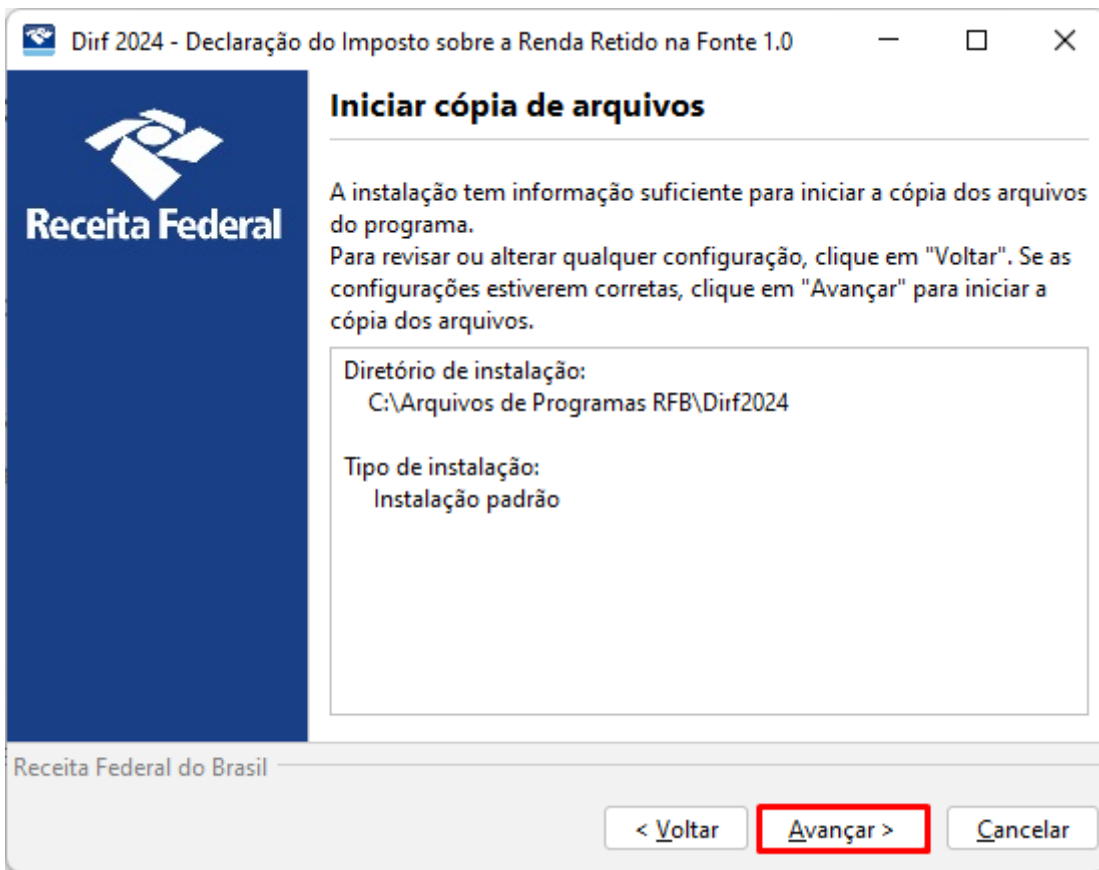 Dirf 2024 - Declaração do Imposto sobre a Renda Retido na Fonte 1.0
Receita Federal
Iniciar cópia de arquivos
A instalação tem informação suficiente para iniciar a cópia dos arquivos
do programa.
Para revisar ou alterar qualquer configuração, clique em "Voltar". Se as
configurações estiverem corretas, clique em "Avançar" para iniciar a
cópia dos arquivos.
Diretório de instalação:
C:\Arquivos de Programas RFB\Dirf2024
Tipo de instalação:
Instalação padrão
Receita Federal do Brasil
< Voltar
Avançar >
Cancelar